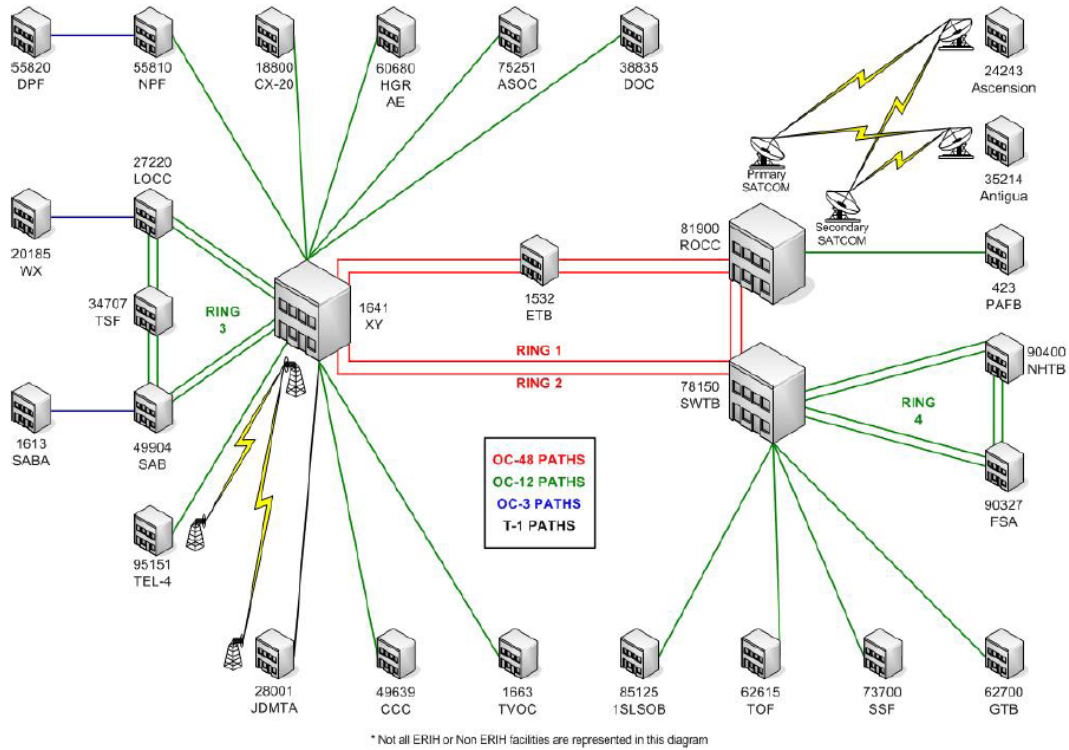 55820
DPF
55810
NPF
18800
CX-20
60680
HGR
AE
75251
ASOC
38835
DOC
24243
Ascension
Primary
SATCOM
35214
Antigua
Secondary
SATCOM
27220
LOCC
20185
WX
34707
TSF
RING
3
1641
XY
1532
ETB
81900
ROCC
423
PAFB
RING 1
RING 2
78150
SWTB
90400
NHTB
RING
4
1613
SABA
49904
SAB
90327
FSA
OC-48 PATHS
OC-12 PATHS
OC-3 PATHS
T-1 PATHS
95151
TEL-4
28001
JDMTA
49639
CCC
1663
TVOC
85125
1SLSOB
62615
TOF
73700
SSF
62700
GTB
* Not all ERIH or Non ERIH facilities are represented in this diagram